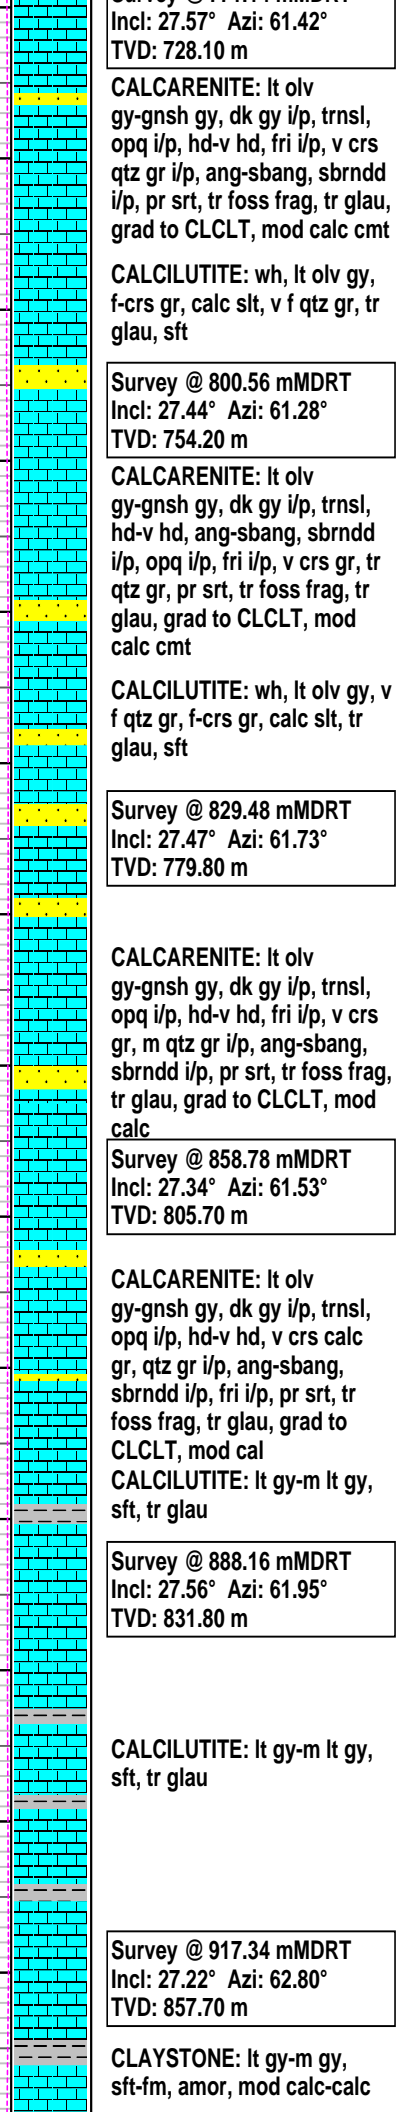 Incl: 27.57° Azi: 61.42°
TVD: 728.10 m
CALCARENITE: lt olv
gy-gnsh gy, dk gy i/p, trnsl,
opq i/p, hd-v hd, fri i/p, v crs
qtz gr i/p, ang-sbang, sbrndd
i/p, pr srt, tr foss frag, tr glau,
grad to CLCLT, mod calc cmt
CALCILUTITE: wh, lt olv gy,
f-crs gr, calc slt, v f qtz gr, tr
glau, sft
Survey @ 800.56 mMDRT
Incl: 27.44° Azi: 61.28°
TVD: 754.20 m
CALCARENITE: lt olv
gy-gnsh gy, dk gy i/p, trnsl,
hd-v hd, ang-sbang, sbrndd
i/p, opq i/p, fri i/p, v crs gr, tr
qtz gr, pr srt, tr foss frag, tr
glau, grad to CLCLT, mod
calc cmt
CALCILUTITE: wh, lt olv gy, v
f qtz gr, f-crs gr, calc slt, tr
glau, sft
Survey @ 829.48 mMDRT
Incl: 27.47° Azi: 61.73°
TVD: 779.80 m
CALCARENITE: lt olv
gy-gnsh gy, dk gy i/p, trnsl,
opq i/p, hd-v hd, fri i/p, v crs
gr, m qtz gr i/p, ang-sbang,
sbrndd i/p, pr srt, tr foss frag,
tr glau, grad to CLCLT, mod
calc
Survey @ 858.78 mMDRT
Incl: 27.34° Azi: 61.53°
TVD: 805.70 m
CALCARENITE: lt olv
gy-gnsh gy, dk gy i/p, trnsl,
opq i/p, hd-v hd, v crs calc
gr, qtz gr i/p, ang-sbang,
sbrndd i/p, fri i/p, pr srt, tr
foss frag, tr glau, grad to
CLCLT, mod cal
CALCILUTITE: lt gy-m lt gy,
sft, tr glau
Survey @ 888.16 mMDRT
Incl: 27.56° Azi: 61.95°
TVD: 831.80 m
CALCILUTITE: lt gy-m lt gy,
sft, tr glau
Survey @ 917.34 mMDRT
Incl: 27.22° Azi: 62.80°
TVD: 857.70 m
CLAYSTONE: lt gy-m gy,
sft-fm, amor, mod calc-calc